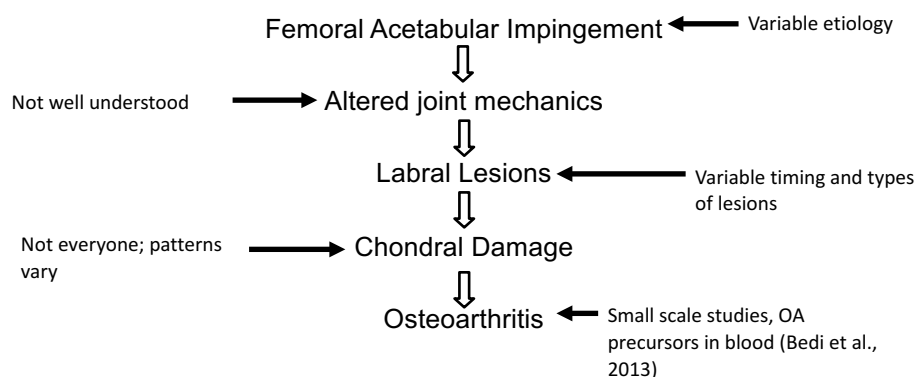 Femoral Acetabular Impingement
Variable etiology
Not well understood
Altered joint mechanics
Labral Lesions
Variable timing and types
of lesions
Not everyone; patterns
vary
Chondral Damage
Osteoarthritis
Small scale studies, OA
precursors in blood (Bedi et al.,
2013)